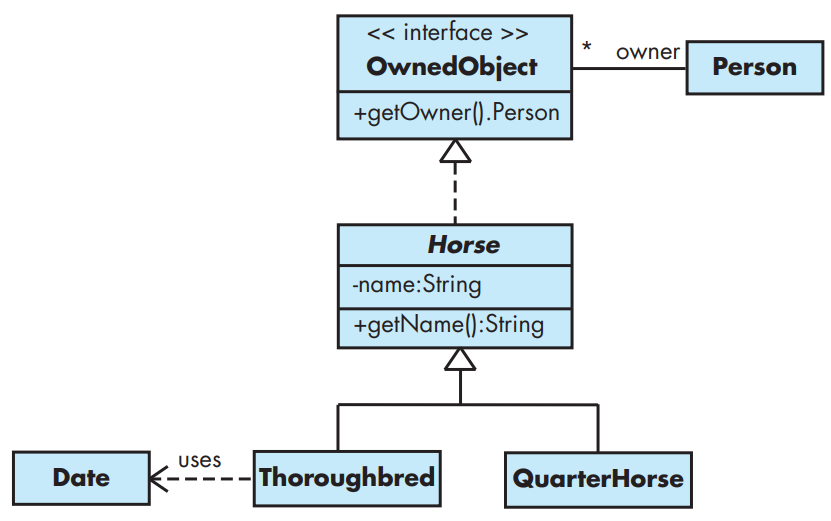 << interface >>
OwnedObject
+getOwner().Person
* owner
Person
Horse
-name:String
+getName():String
Date
uses
Thoroughbred
QuarterHorse